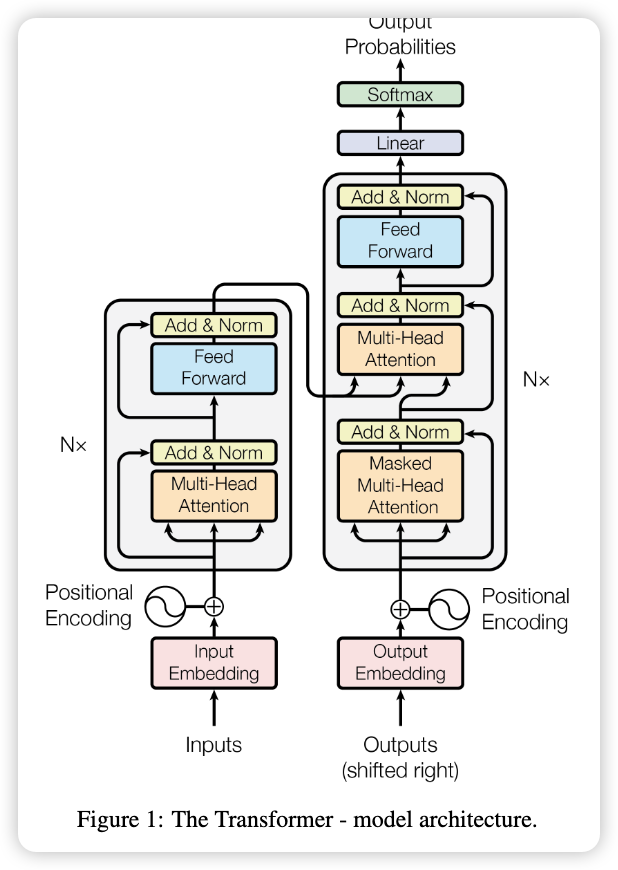 Output
Probabilities
Softmax
Linear
Add & Norm
Feed
Forward
Add & Norm
Multi-Head
Attention
Add & Norm
Masked
Multi-Head
Attention
Nx
Add & Norm
Feed
Forward
Add & Norm
Multi-Head
Attention
Nx
Positional
Encoding
Positional
Encoding
Input
Embedding
Output
Embedding
Inputs
Outputs
(shifted right)
Figure 1: The Transformer - model architecture.